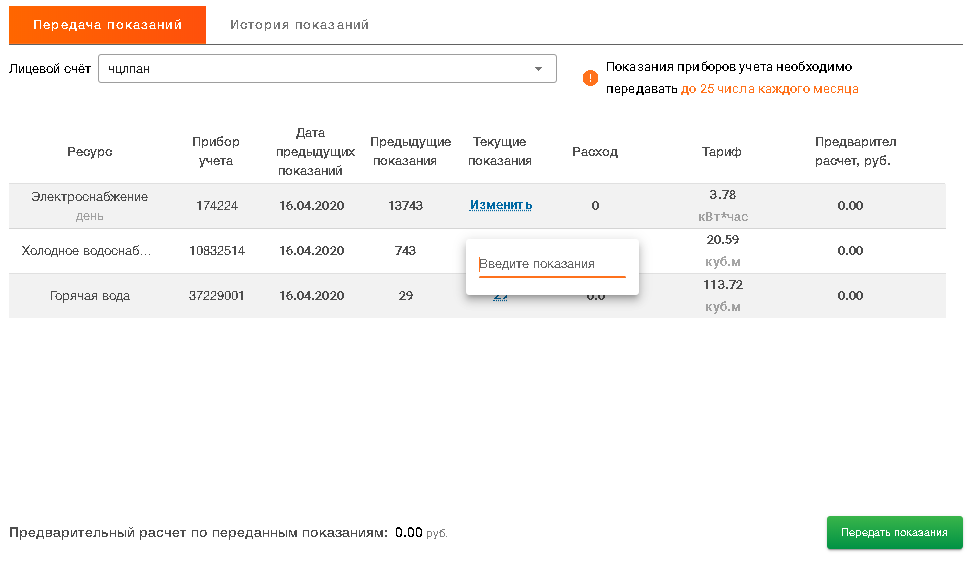 Передача показаний
История показаний
Лицевой счёт
чцлпан
Показания приборов учета необходимо
передавать до 25 числа каждого месяца
Ресурс
Прибор
учета
Дата
предыдущих
показаний
Предыдущие
показания
Текущие
показания
Расход
Тариф
Предварител
расчет, руб.
Электроснабжение
день
174224
16.04.2020
13743
Изменить
0
3.78
кВт*час
0.00
Холодное водоснаб...
10832514
16.04.2020
743
Введите показания
20.59
куб.м
0.00
Горячая вода
37229001
16.04.2020
29
0.0
113.72
куб.м
0.00
Предварительный расчет по переданным показаниям: 0.00 руб.
Передать показания